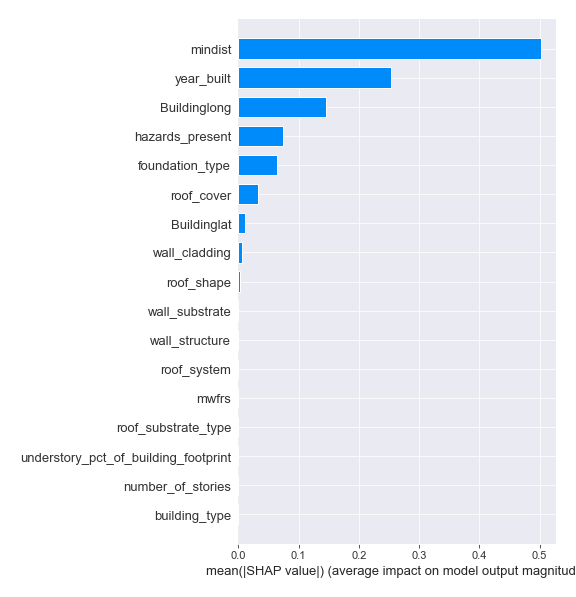 mindist
year_built
Buildinglong
hazards_present
foundation_type
roof_cover
Buildinglat
wall_cladding
roof_shape
wall_substrate
wall_structure
roof_system
mwfrs
roof_substrate_type
understory_pct_of_building_footprint
number_of_stories
building_type
0.0 0.1 0.2 0.3 0.4 0.5
mean(|SHAP value|) (average impact on model output magnitud